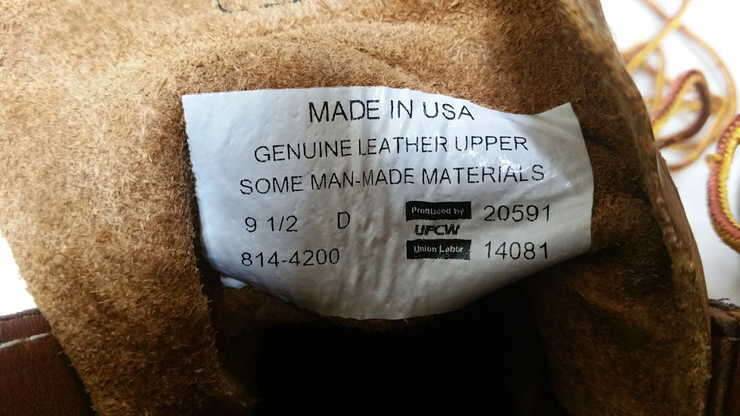 MADE IN USA
GENUINE LEATHER UPPER
SOME MAN-MADE MATERIALS
9 1/2 D Produced by 20591
UFCW
814-4200 Union Labor 14081